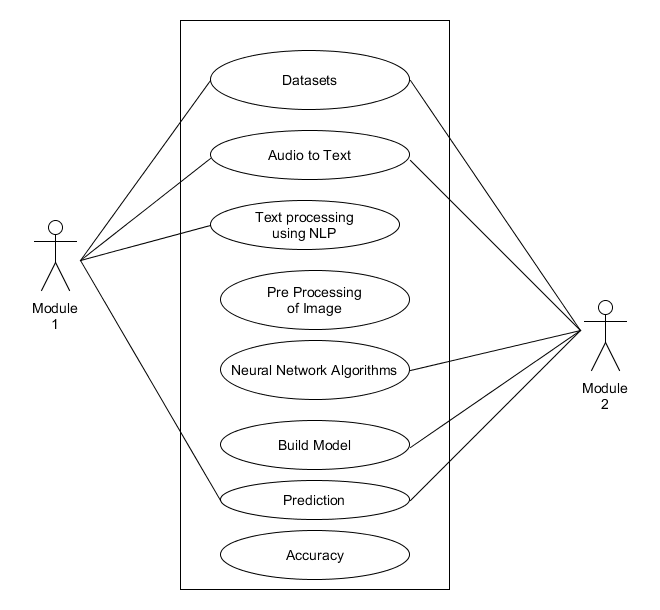 Datasets
Audio to Text
Text processing
using NLP
Pre Processing
of Image
Neural Network Algorithms
Build Model
Prediction
Accuracy
Module
1
Module
2